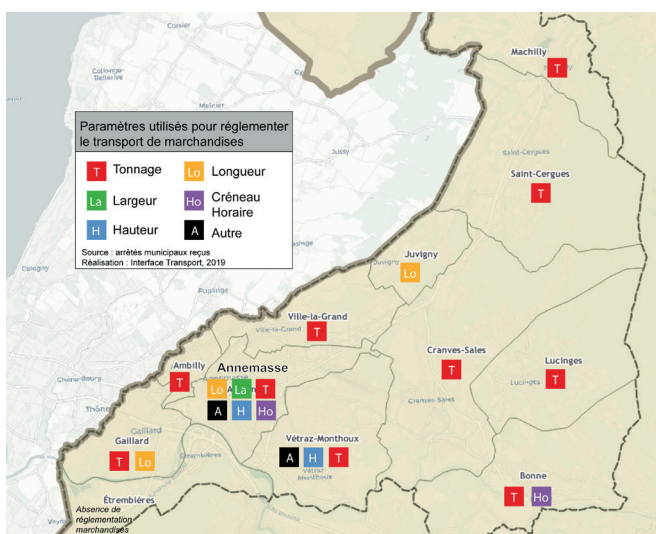 Corsier
Collonge-
Bellerive
Meinier
Jussy
Cologny
Puplinge
Chêne-Bourg
Thône
Machilly
Saint-Cergues
Saint-Cergues
T
T
Paramètres utilisés pour réglementer
le transport de marchandises
T Tonnage
Lo Longueur
La Largeur
Ho Créneau
Horaire
H Hauteur
A Autre
Source : arrêtés municipaux reçus
Réalisation : Interface Transport, 2019
Juvigny
Juvigny
Lo
Ville-la-Grand
Ville-la-Grand
T
Cranves-Sales
T
Cranves-Sales
Lucinges
T
Lucinges
Ambilly
T
Annemasse
Annemasse
Lo La T
A H Ho
Gaillard
Gaillard
T Lo
Étrembières
Vétraz-Monthoux
A H T
Vétraz-
Monthoux
Bonne
T Ho
Étrembières
Absence de
réglementation
marchandises